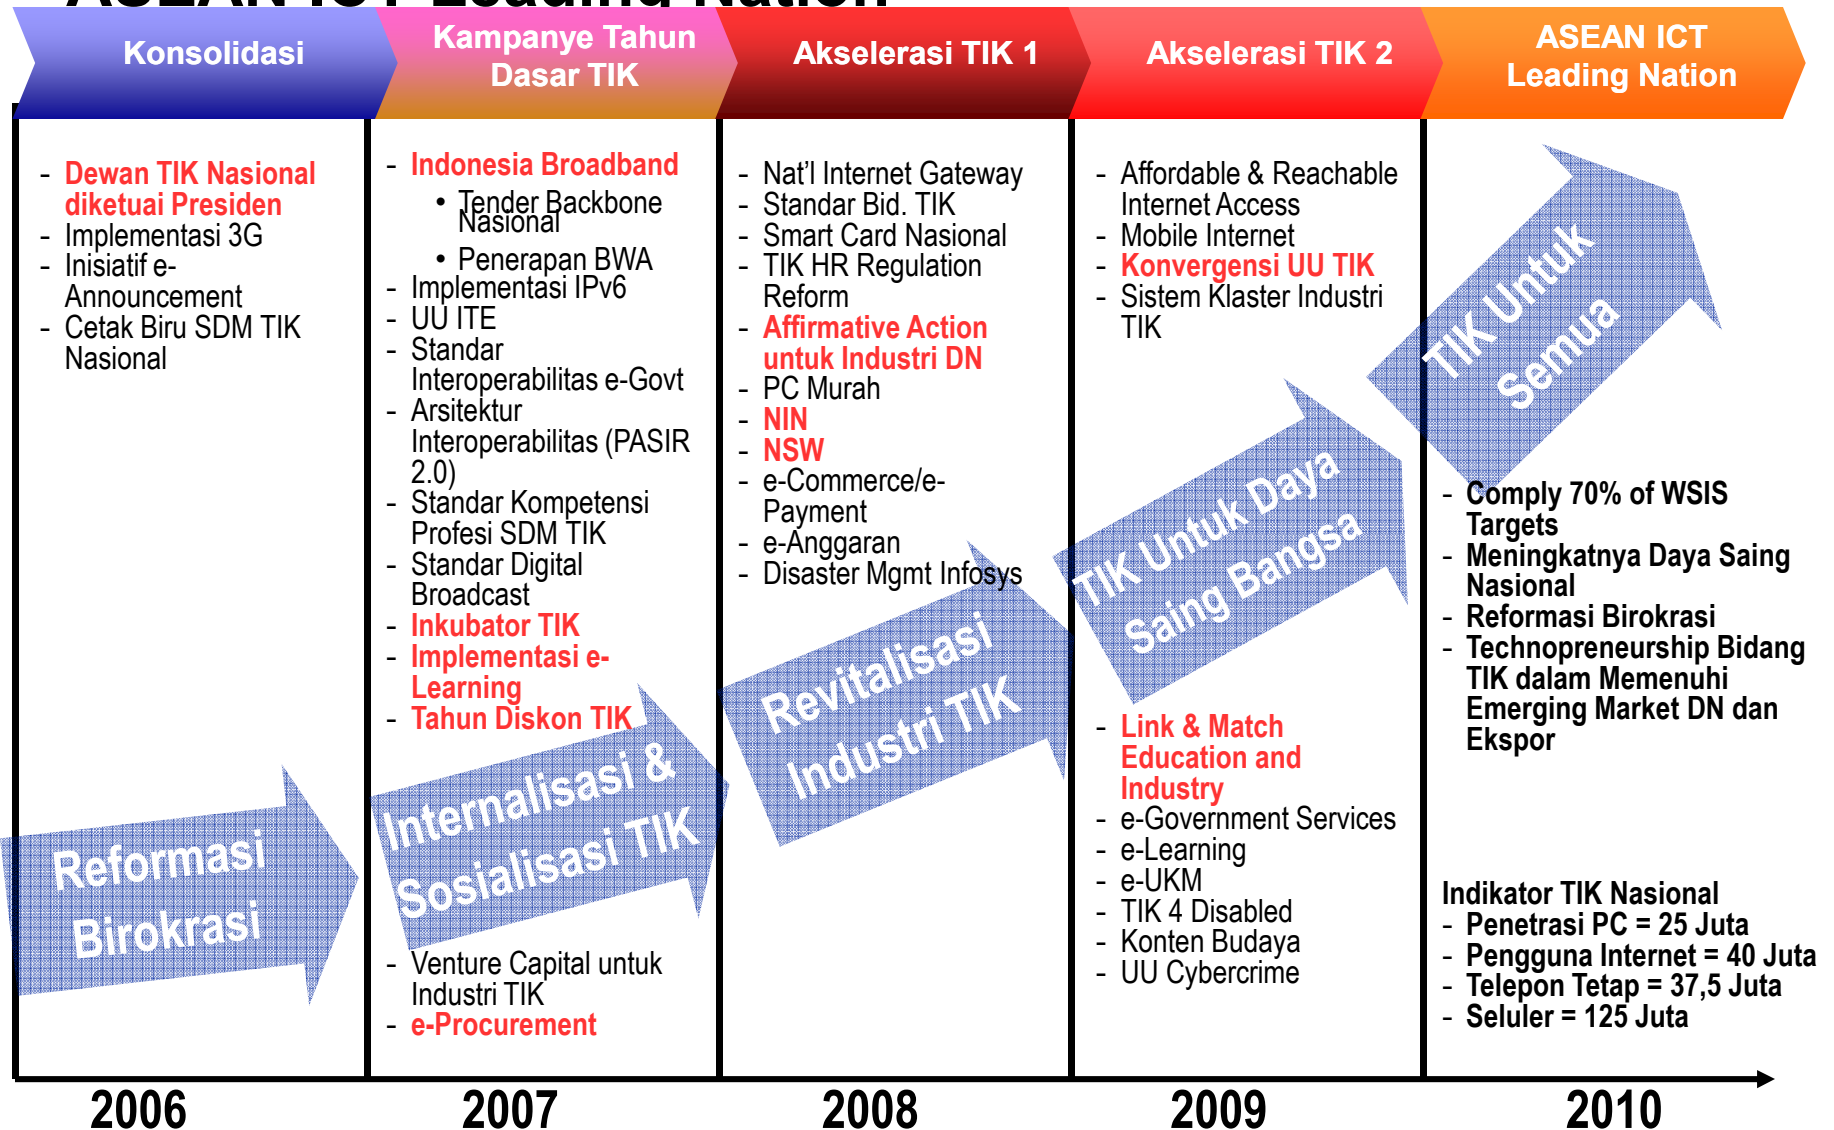 ASEAN ICT Leading Nation
Konsolidasi
Kampanye Tahun
Dasar TIK
Akselerasi TIK 1
Akselerasi TIK 2
ASEAN ICT
Leading Nation
- Dewan TIK Nasional
diketuai Presiden
- Implementasi 3G
- Inisiatif e-
Announcement
- Cetak Biru SDM TIK
Nasional
Reformasi
Birokrasi
- Indonesia Broadband
• Tender Backbone
Nasional
• Penerapan BWA
- Implementasi IPv6
- UU ITE
- Standar
Interoperabilitas e-Govt
- Arsitektur
Interoperabilitas (PASIR
2.0)
- Standar Kompetensi
Profesi SDM TIK
- Standar Digital
Broadcast
- Inkubator TIK
- Implementasi e-
Learning
- Tahun Diskon TIK
Internalisasi &
Sosialisasi TIK
- Venture Capital untuk
Industri TIK
- e-Procurement
- Nat'l Internet Gateway
- Standar Bid. TIK
- Smart Card Nasional
- TIK HR Regulation
Reform
- Affirmative Action
untuk Industri DN
- PC Murah
- NIN
- NSW
- e-Commerce/e-
Payment
- e-Anggaran
- Disaster Mgmt Infosys
Revitalisasi
Industri TIK
- Affordable & Reachable
Internet Access
- Mobile Internet
- Konvergensi UU TIK
- Sistem Klaster Industri
TIK
TIK Untuk Daya
Saing Bangsa
- Link & Match
Education and
Industry
- e-Government Services
- e-Learning
- e-UKM
- TIK 4 Disabled
- Konten Budaya
- UU Cybercrime
TIK Untuk
Semua
- Comply 70% of WSIS
Targets
- Meningkatnya Daya Saing
Nasional
- Reformasi Birokrasi
- Technopreneurship Bidang
TIK dalam Memenuhi
Emerging Market DN dan
Ekspor
Indikator TIK Nasional
- Penetrasi PC = 25 Juta
- Pengguna Internet = 40 Juta
- Telepon Tetap = 37,5 Juta
- Seluler = 125 Juta
2006
2007
2008
2009
2010